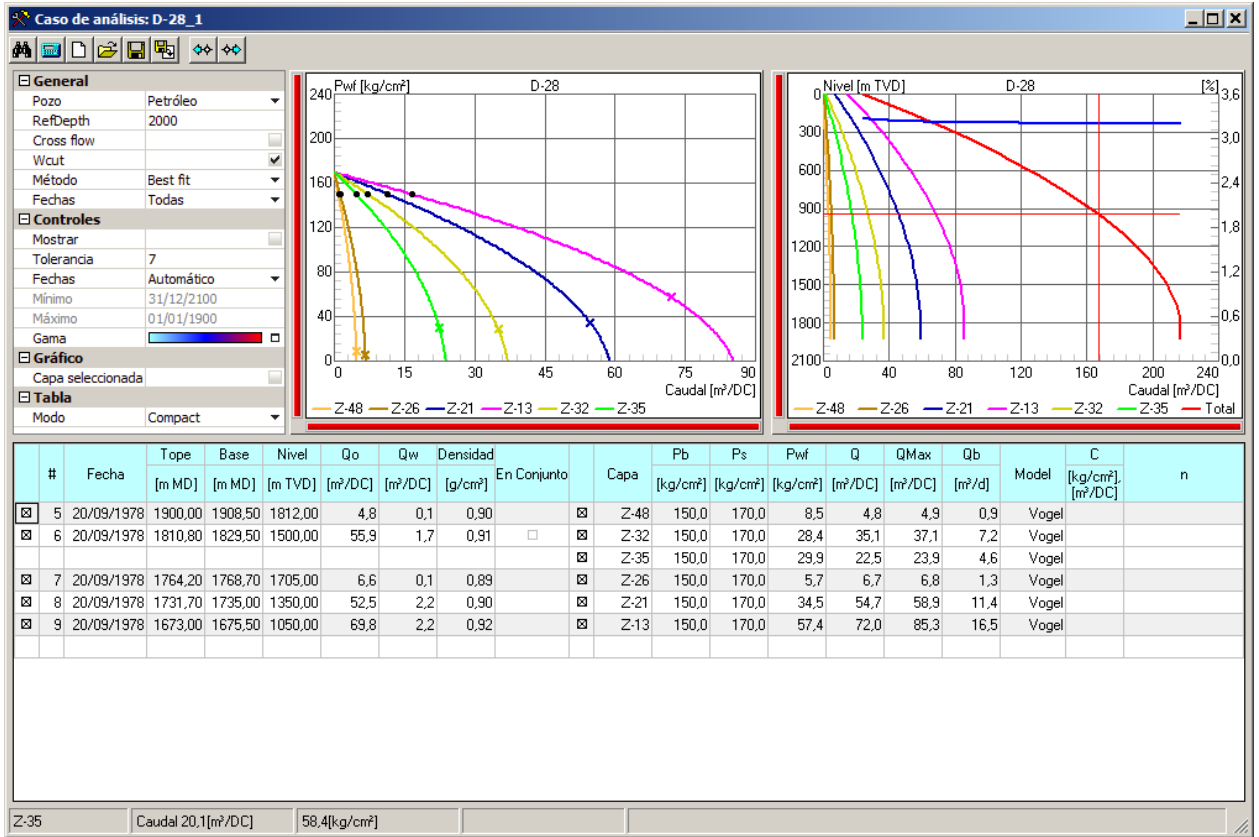 Caso de análisis: D-28_1
General
Pozo Petróleo
RefDepth 2000
Cross flow
Wcut
Método Best fit
Fechas Todas
Controles
Mostrar
Tolerancia 7
Fechas Automático
Mínimo 31/12/2100
Máximo 01/01/1900
Gama
Gráfico
Capa seleccionada
Tabla
Modo Compact
Pwf [kg/cm²] D-28
240
200
160
120
80
40
0
0 15 30 45 60 75 90
Caudal [m³/DC]
Z-48 Z-26 Z-21 Z-13 Z-32 Z-35
Nivel [m TVD] D-28 [%]
0 3,6
300 3,0
600
2,4
900
1,8
1200
1500 1,2
1800 0,6
2100 0,0
0 40 80 120 160 200 240
Caudal [m³/DC]
Z-48 Z-26 Z-21 Z-13 Z-32 Z-35 Total
# Fecha Tope [m MD] Base [m MD] Nivel [m TVD] Qo [m³/DC] Qw [m³/DC] Densidad [g/cm³] En Conjunto Capa Pb [kg/cm²] Ps [kg/cm²] Pwf [kg/cm²] Q [m³/DC] QMax [m³/DC] Qb [m³/d] Model C [kg/cm²], [m³/DC] n
5 20/09/1978 1900,00 1908,50 1812,00 4,8 0,1 0,90 Z-48 150,0 170,0 8,5 4,8 4,9 0,9 Vogel
6 20/09/1978 1810,80 1829,50 1500,00 55,9 1,7 0,91 Z-32 150,0 170,0 28,4 35,1 37,1 7,2 Vogel
Z-35 150,0 170,0 29,9 22,5 23,9 4,6 Vogel
7 20/09/1978 1764,20 1768,70 1705,00 6,6 0,1 0,89 Z-26 150,0 170,0 5,7 6,7 6,8 1,3 Vogel
8 20/09/1978 1731,70 1735,00 1350,00 52,5 2,2 0,90 Z-21 150,0 170,0 34,5 54,7 58,9 11,4 Vogel
9 20/09/1978 1673,00 1675,50 1050,00 69,8 2,2 0,92 Z-13 150,0 170,0 57,4 72,0 85,3 16,5 Vogel
Z-35 Caudal 20,1[m³/DC] 58,4[kg/cm²]